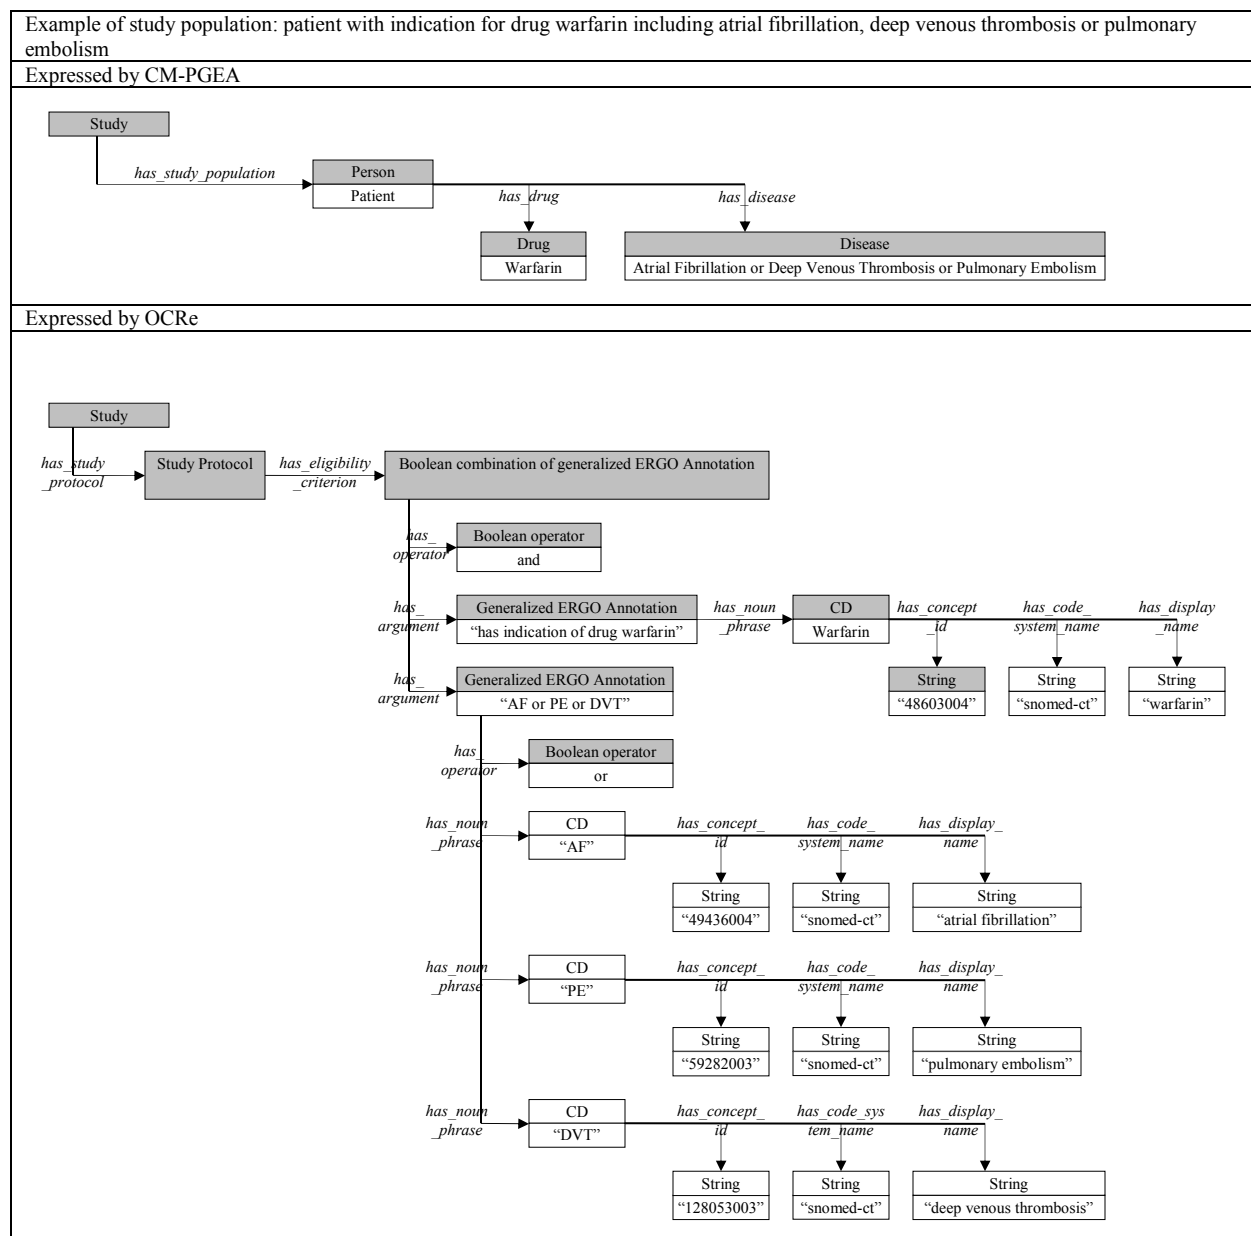 Example of study population: patient with indication for drug warfarin including atrial fibrillation, deep venous thrombosis or pulmonary
embolism
Expressed by CM-PGEA
Study
has_study_population
Person
Patient
has_drug
has_disease
Drug
Warfarin
Disease
Atrial Fibrillation or Deep Venous Thrombosis or Pulmonary Embolism
Expressed by OCRe
Study
has_study
_protocol
Study Protocol
has_eligibility
_criterion
Boolean combination of generalized ERGO Annotation
has_
operator
Boolean operator
and
has_
argument
Generalized ERGO Annotation
“has indication of drug warfarin”
has_noun
_phrase
CD
Warfarin
has_concept
_id
has_code_
system_name
has_display
_name
String
“48603004”
String
“snomed-ct”
String
“warfarin”
has_
argument
Generalized ERGO Annotation
“AF or PE or DVT”
has_
operator
Boolean operator
or
has_noun
_phrase
CD
“AF”
has_concept_
id
has_code_
system_name
has_display_
name
String
“49436004”
String
“snomed-ct”
String
“atrial fibrillation”
has_noun
_phrase
CD
“PE”
has_concept_
id
has_code_
system_name
has_display_
name
String
“59282003”
String
“snomed-ct”
String
“pulmonary embolism”
has_noun
_phrase
CD
“DVT”
has_concept_
id
has_code_sys
tem_name
has_display_
name
String
“128053003”
String
“snomed-ct”
String
“deep venous thrombosis”